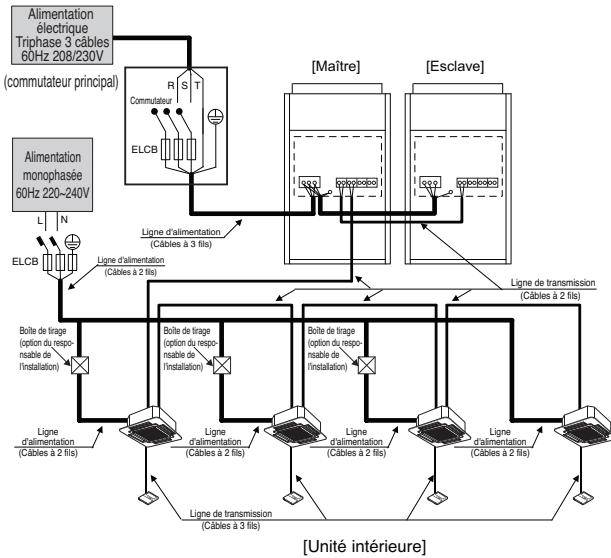 Alimentation
électrique
Triphase 3 câbles
60Hz 208/230V
(commutateur principal)
R S T
Commutateur
ELCB
[Maître]
[Esclave]
Alimentation
monophasée
60Hz 220~240V
L N
ELCB
Ligne d'alimentation
(Câbles à 2 fils)
Ligne d'alimentation
(Câbles à 3 fils)
Ligne de transmission
(Câbles à 2 fils)
Boîte de tirage
(option du respo-
nsable de
l'installation)
Boîte de tirage
(option du respo-
nsable de
l'installation)
Boîte de tirage
(option du respo-
nsable de
l'installation)
Ligne
d'alimentation
(Câbles à 2 fils)
Ligne
d'alimentation
(Câbles à 2 fils)
Ligne
d'alimentation
(Câbles à 2 fils)
Ligne
d'alimentation
(Câbles à 2 fils)
Ligne de transmission
(Câbles à 3 fils)
[Unité intérieure]